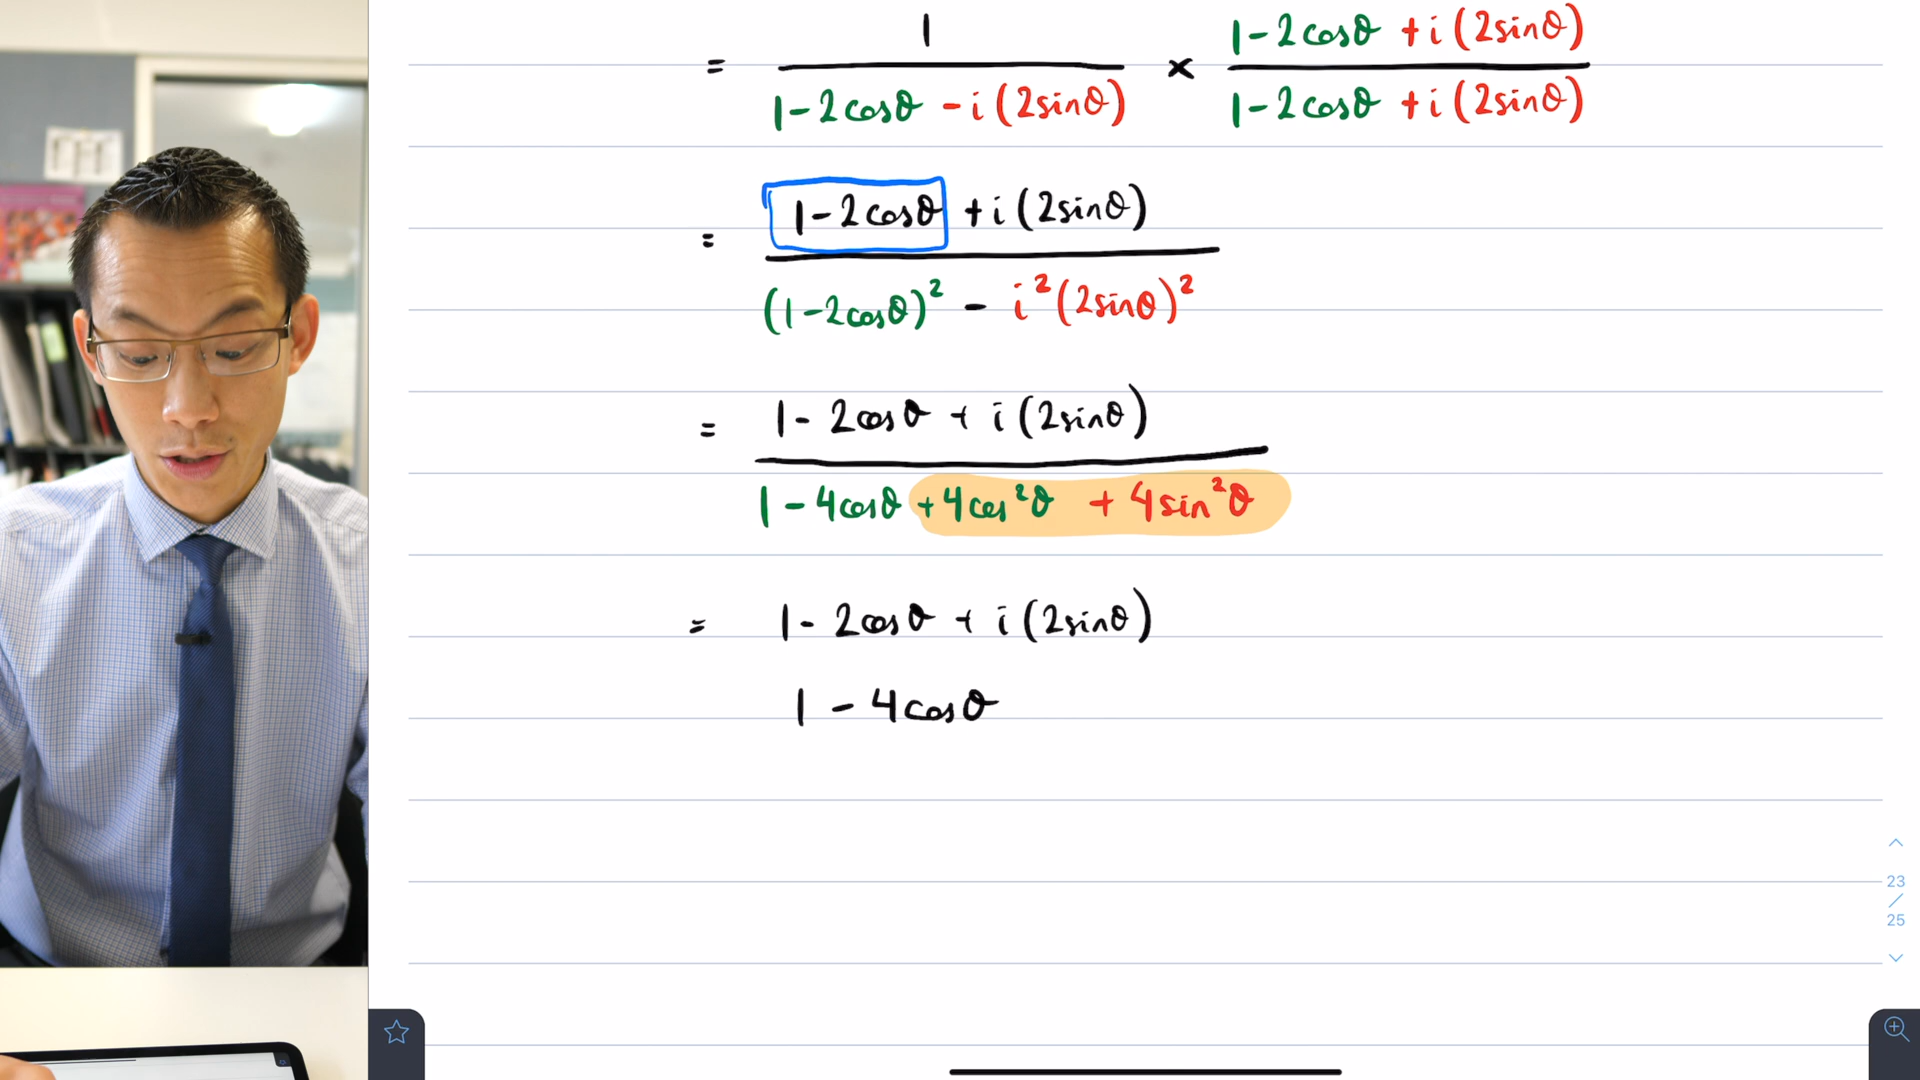 1 1-2cosθ +i(2sinθ)
= ——— × ———
1-2cosθ -i(2sinθ) 1-2cosθ +i(2sinθ)
1-2cosθ +i(2sinθ)
= ———
(1-2cosθ)² - i²(2sinθ)²
1-2cosθ + i(2sinθ)
= ———
1-4cosθ +4cos²θ + 4sin²θ
= 1-2cosθ + i(2sinθ)
1 - 4cosθ
23
/
25